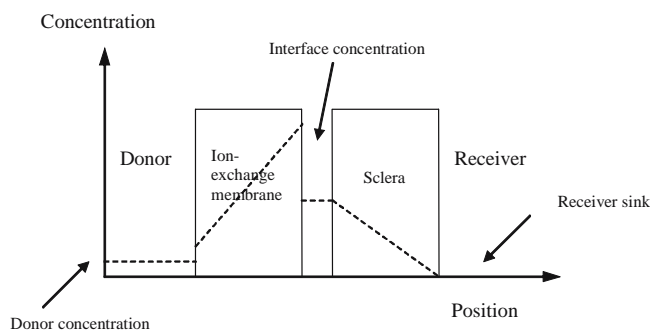 Concentration
Interface concentration
Donor
Ion-
exchange
membrane
Sclera
Receiver
Receiver sink
Position
Donor concentration